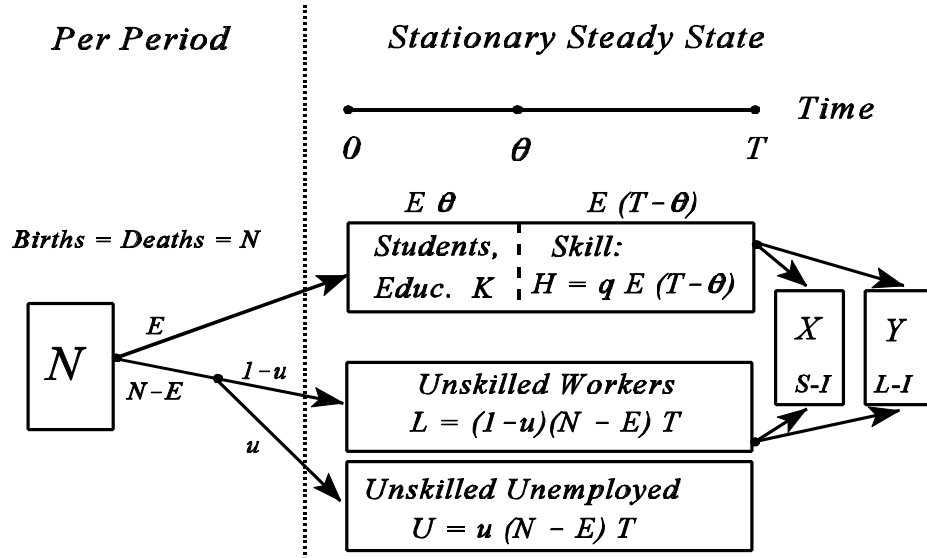 Per Period
Stationary Steady State
Time
0 θ T
E θ E (T-θ)
Births = Deaths = N
Students, Skill:
Educ. K H = q E (T-θ)
N
E
N-E
1-u
u
Unskilled Workers
L = (1-u)(N - E) T
Unskilled Unemployed
U = u (N - E) T
X Y
S-I L-I